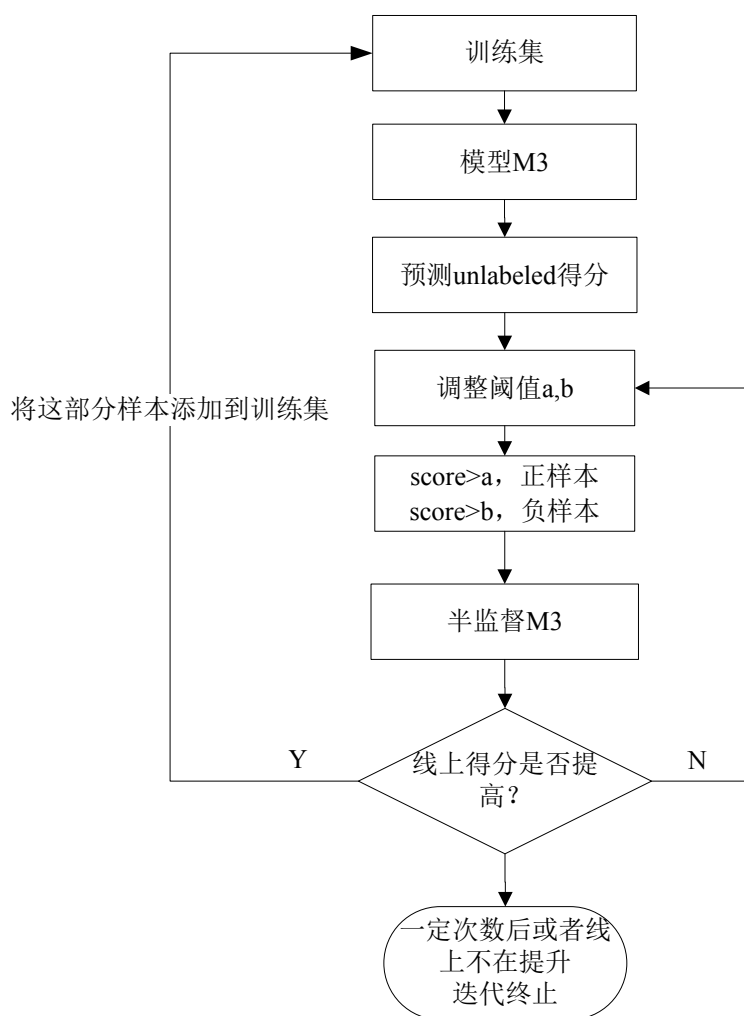 训练集
模型M3
预测unlabeled得分
调整阈值a,b
将这部分样本添加到训练集
score>a，正样本
score>b，负样本
半监督M3
Y
线上得分是否提
高？
N
一定次数后或者线
上不在提升
迭代终止